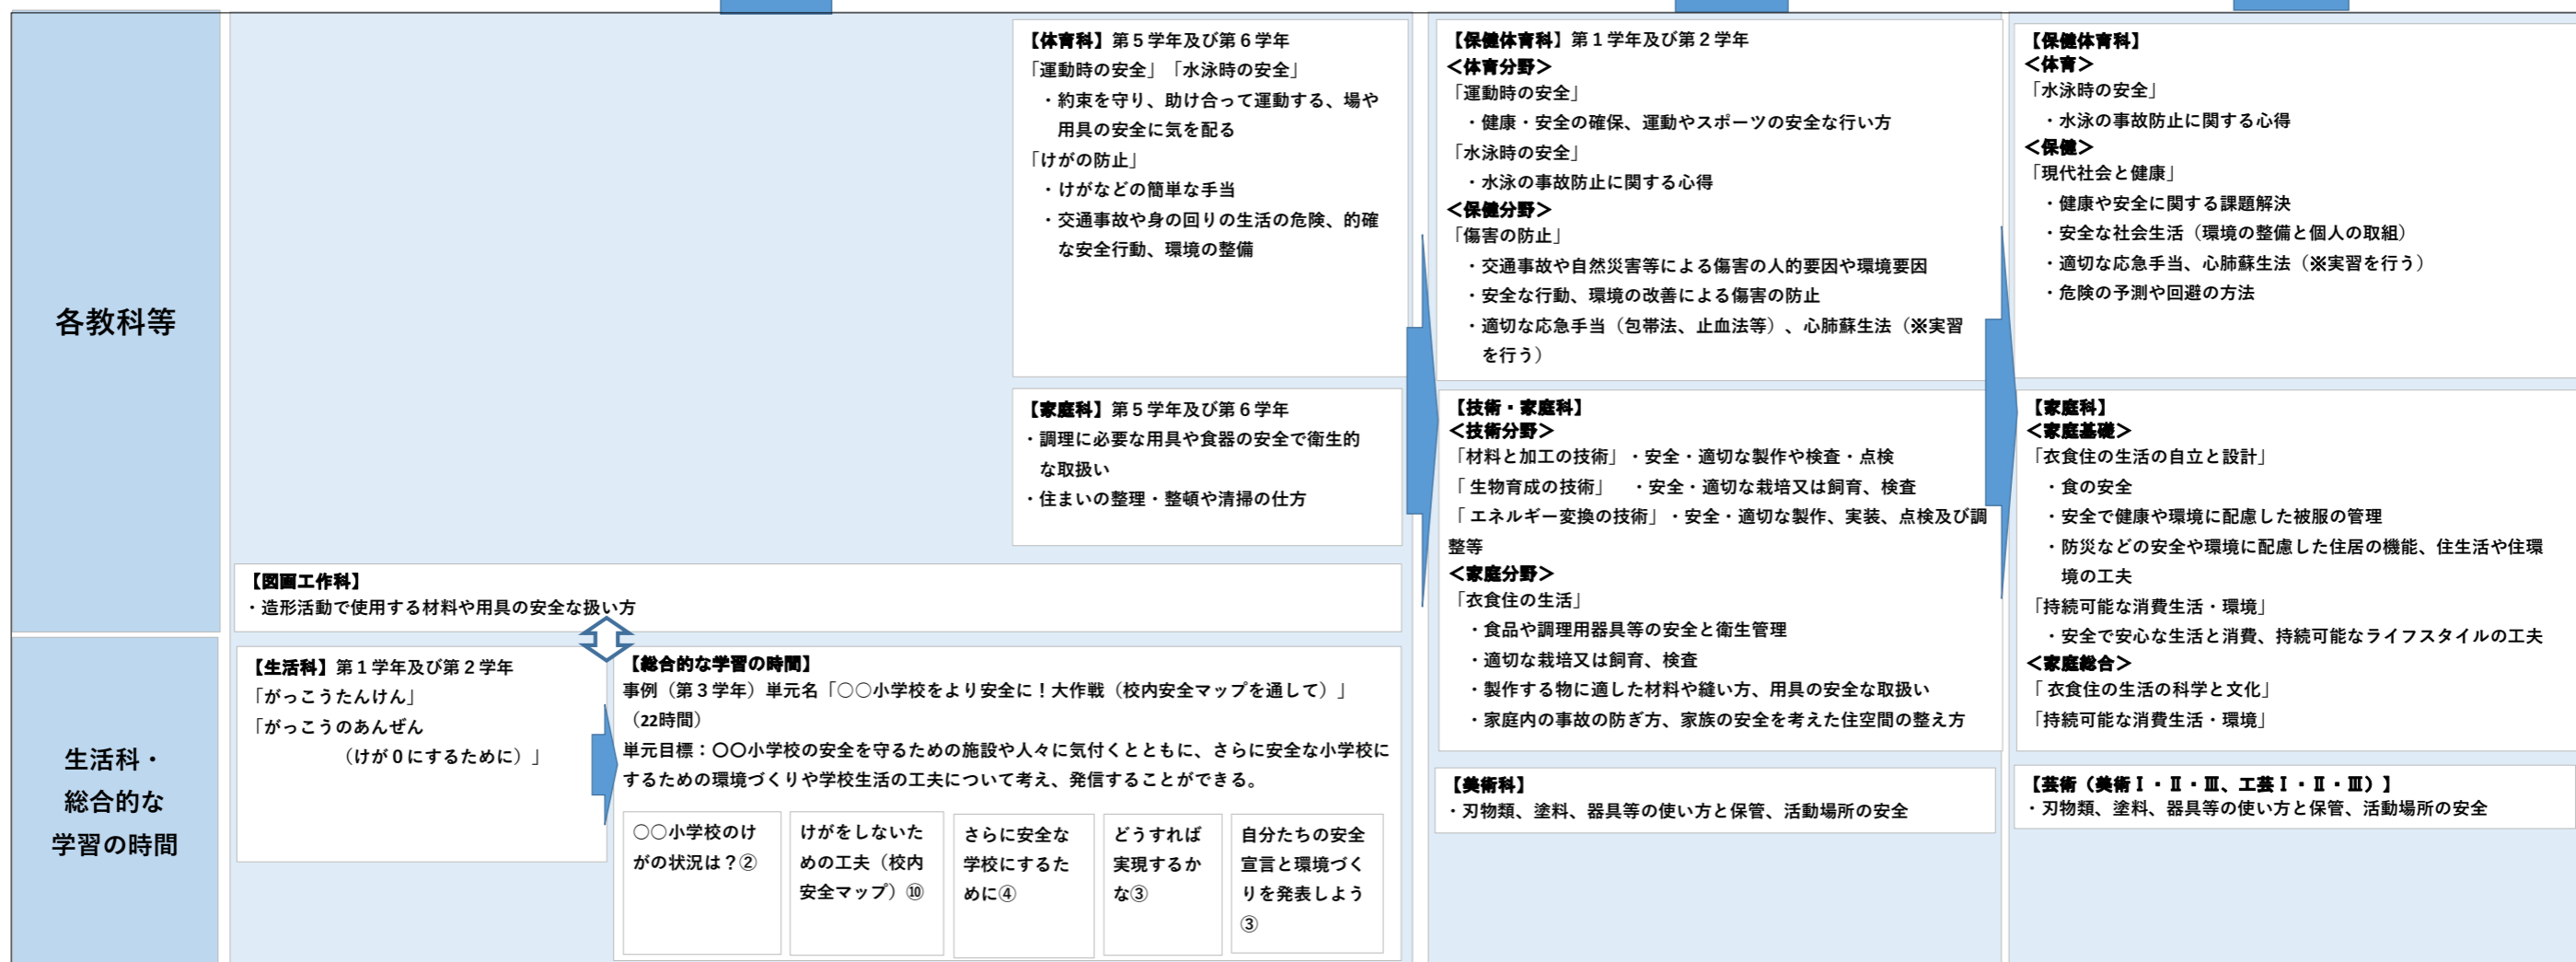 各教科等
【体育科】第５学年及び第６学年
「運動時の安全」「水泳時の安全」
・約束を守り、助け合って運動する、場や
用具の安全に気を配る
「けがの防止」
・けがなどの簡単な手当
・交通事故や身の回りの生活の危険、的確
な安全行動、環境の整備
【家庭科】第５学年及び第６学年
・調理に必要な用具や食器の安全で衛生的
な取扱い
・住まいの整理・整頓や清掃の仕方
【図画工作科】
・造形活動で使用する材料や用具の安全な扱い方
【保健体育科】第１学年及び第２学年
＜体育分野＞
「運動時の安全」
・健康・安全の確保、運動やスポーツの安全な行い方
「水泳時の安全」
・水泳の事故防止に関する心得
＜保健分野＞
「傷害の防止」
・交通事故や自然災害等による傷害の人的要因や環境要因
・安全な行動、環境の改善による傷害の防止
・適切な応急手当（包帯法、止血法等）、心肺蘇生法（※実習
を行う）
【技術・家庭科】
＜技術分野＞
「材料と加工の技術」・安全・適切な製作や検査・点検
「 生物育成の技術」　・安全・適切な栽培又は飼育、検査
「 エネルギー変換の技術」・安全・適切な製作、実装、点検及び調
整等
＜家庭分野＞
「衣食住の生活」
・食品や調理用器具等の安全と衛生管理
・適切な栽培又は飼育、検査
・製作する物に適した材料や縫い方、用具の安全な取扱い
・家庭内の事故の防ぎ方、家族の安全を考えた住空間の整え方
【美術科】
・刃物類、塗料、器具等の使い方と保管、活動場所の安全
【保健体育科】
＜体育＞
「水泳時の安全」
・水泳の事故防止に関する心得
＜保健＞
「現代社会と健康」
・健康や安全に関する課題解決
・安全な社会生活（環境の整備と個人の取組）
・適切な応急手当、心肺蘇生法（※実習を行う）
・危険の予測や回避の方法
【家庭科】
＜家庭基礎＞
「衣食住の生活の自立と設計」
・食の安全
・安全で健康や環境に配慮した被服の管理
・防災などの安全や環境に配慮した住居の機能、住生活や住環
境の工夫
「持続可能な消費生活・環境」
・安全で安心な生活と消費、持続可能なライフスタイルの工夫
＜家庭総合＞
「 衣食住の生活の科学と文化」
「持続可能な消費生活・環境」
【芸術（美術Ⅰ・Ⅱ・Ⅲ、工芸Ⅰ・Ⅱ・Ⅲ）】
・刃物類、塗料、器具等の使い方と保管、活動場所の安全
生活科・
総合的な
学習の時間
【生活科】第１学年及び第２学年
「がっこうたんけん」
「がっこうのあんぜん
（けが０にするために）」
【総合的な学習の時間】
事例（第３学年）単元名「○○小学校をより安全に！大作戦（校内安全マップを通して）」
（22時間）
単元目標：〇〇小学校の安全を守るための施設や人々に気付くとともに、さらに安全な小学校に
するための環境づくりや学校生活の工夫について考え、発信することができる。
○○小学校のけ
がの状況は？②
けがをしないた
めの工夫（校内
安全マップ）⑩
さらに安全な
学校にするた
めに④
どうすれば
実現するか
な③
自分たちの安全
宣言と環境づく
りを発表しよう
③